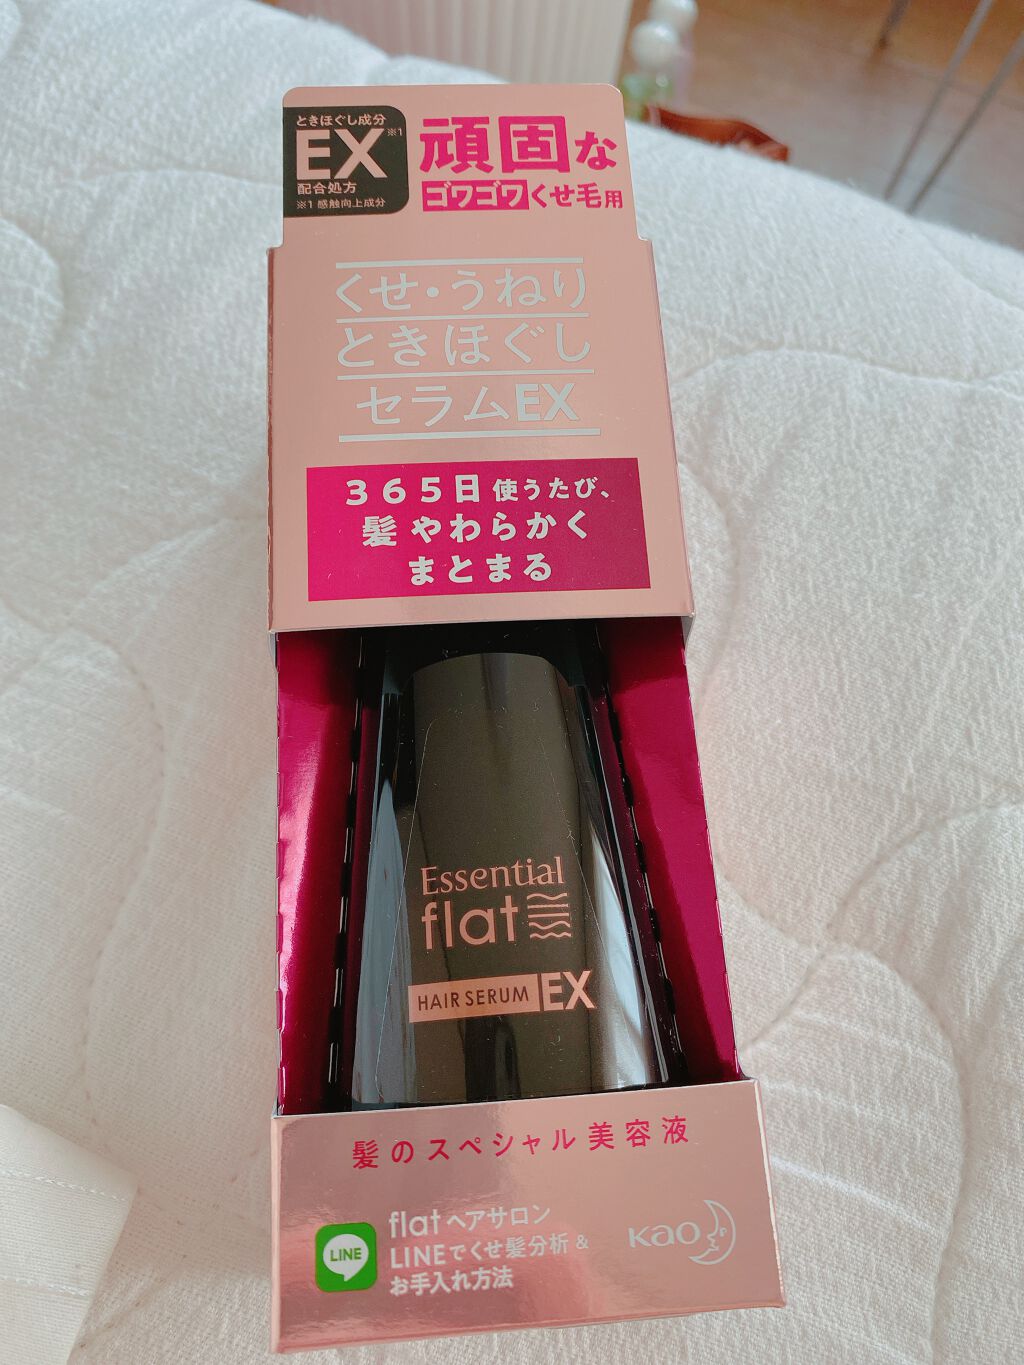 ときほぐし成分
EX※1
配合処方
※1 感触向上成分
頑固な
ゴワゴワくせ毛用
くせ・うねり
ときほぐし
セラムEX
365日 使うたび、
髪 やわらかく
まとまる
Essential
flat
HAIR SERUM EX
髪のスペシャル美容液
LINE
flat ヘアサロン
LINEでくせ髪分析 &
お手入れ方法
Kao